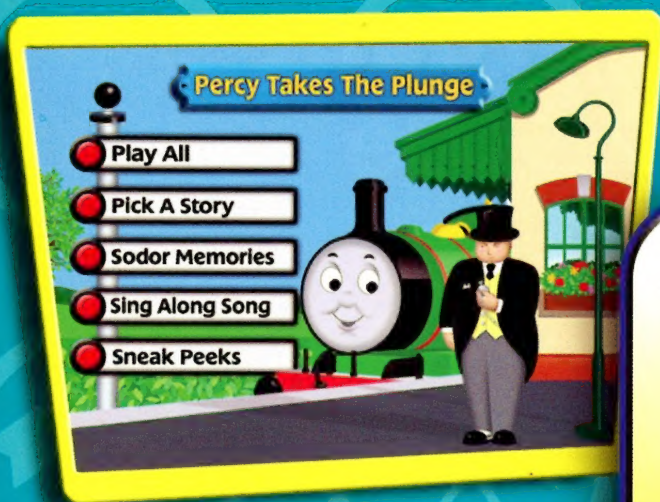 Percy Takes The Plunge
Play All
Pick A Story
Sodor Memories
Sing Along Song
Sneak Peeks